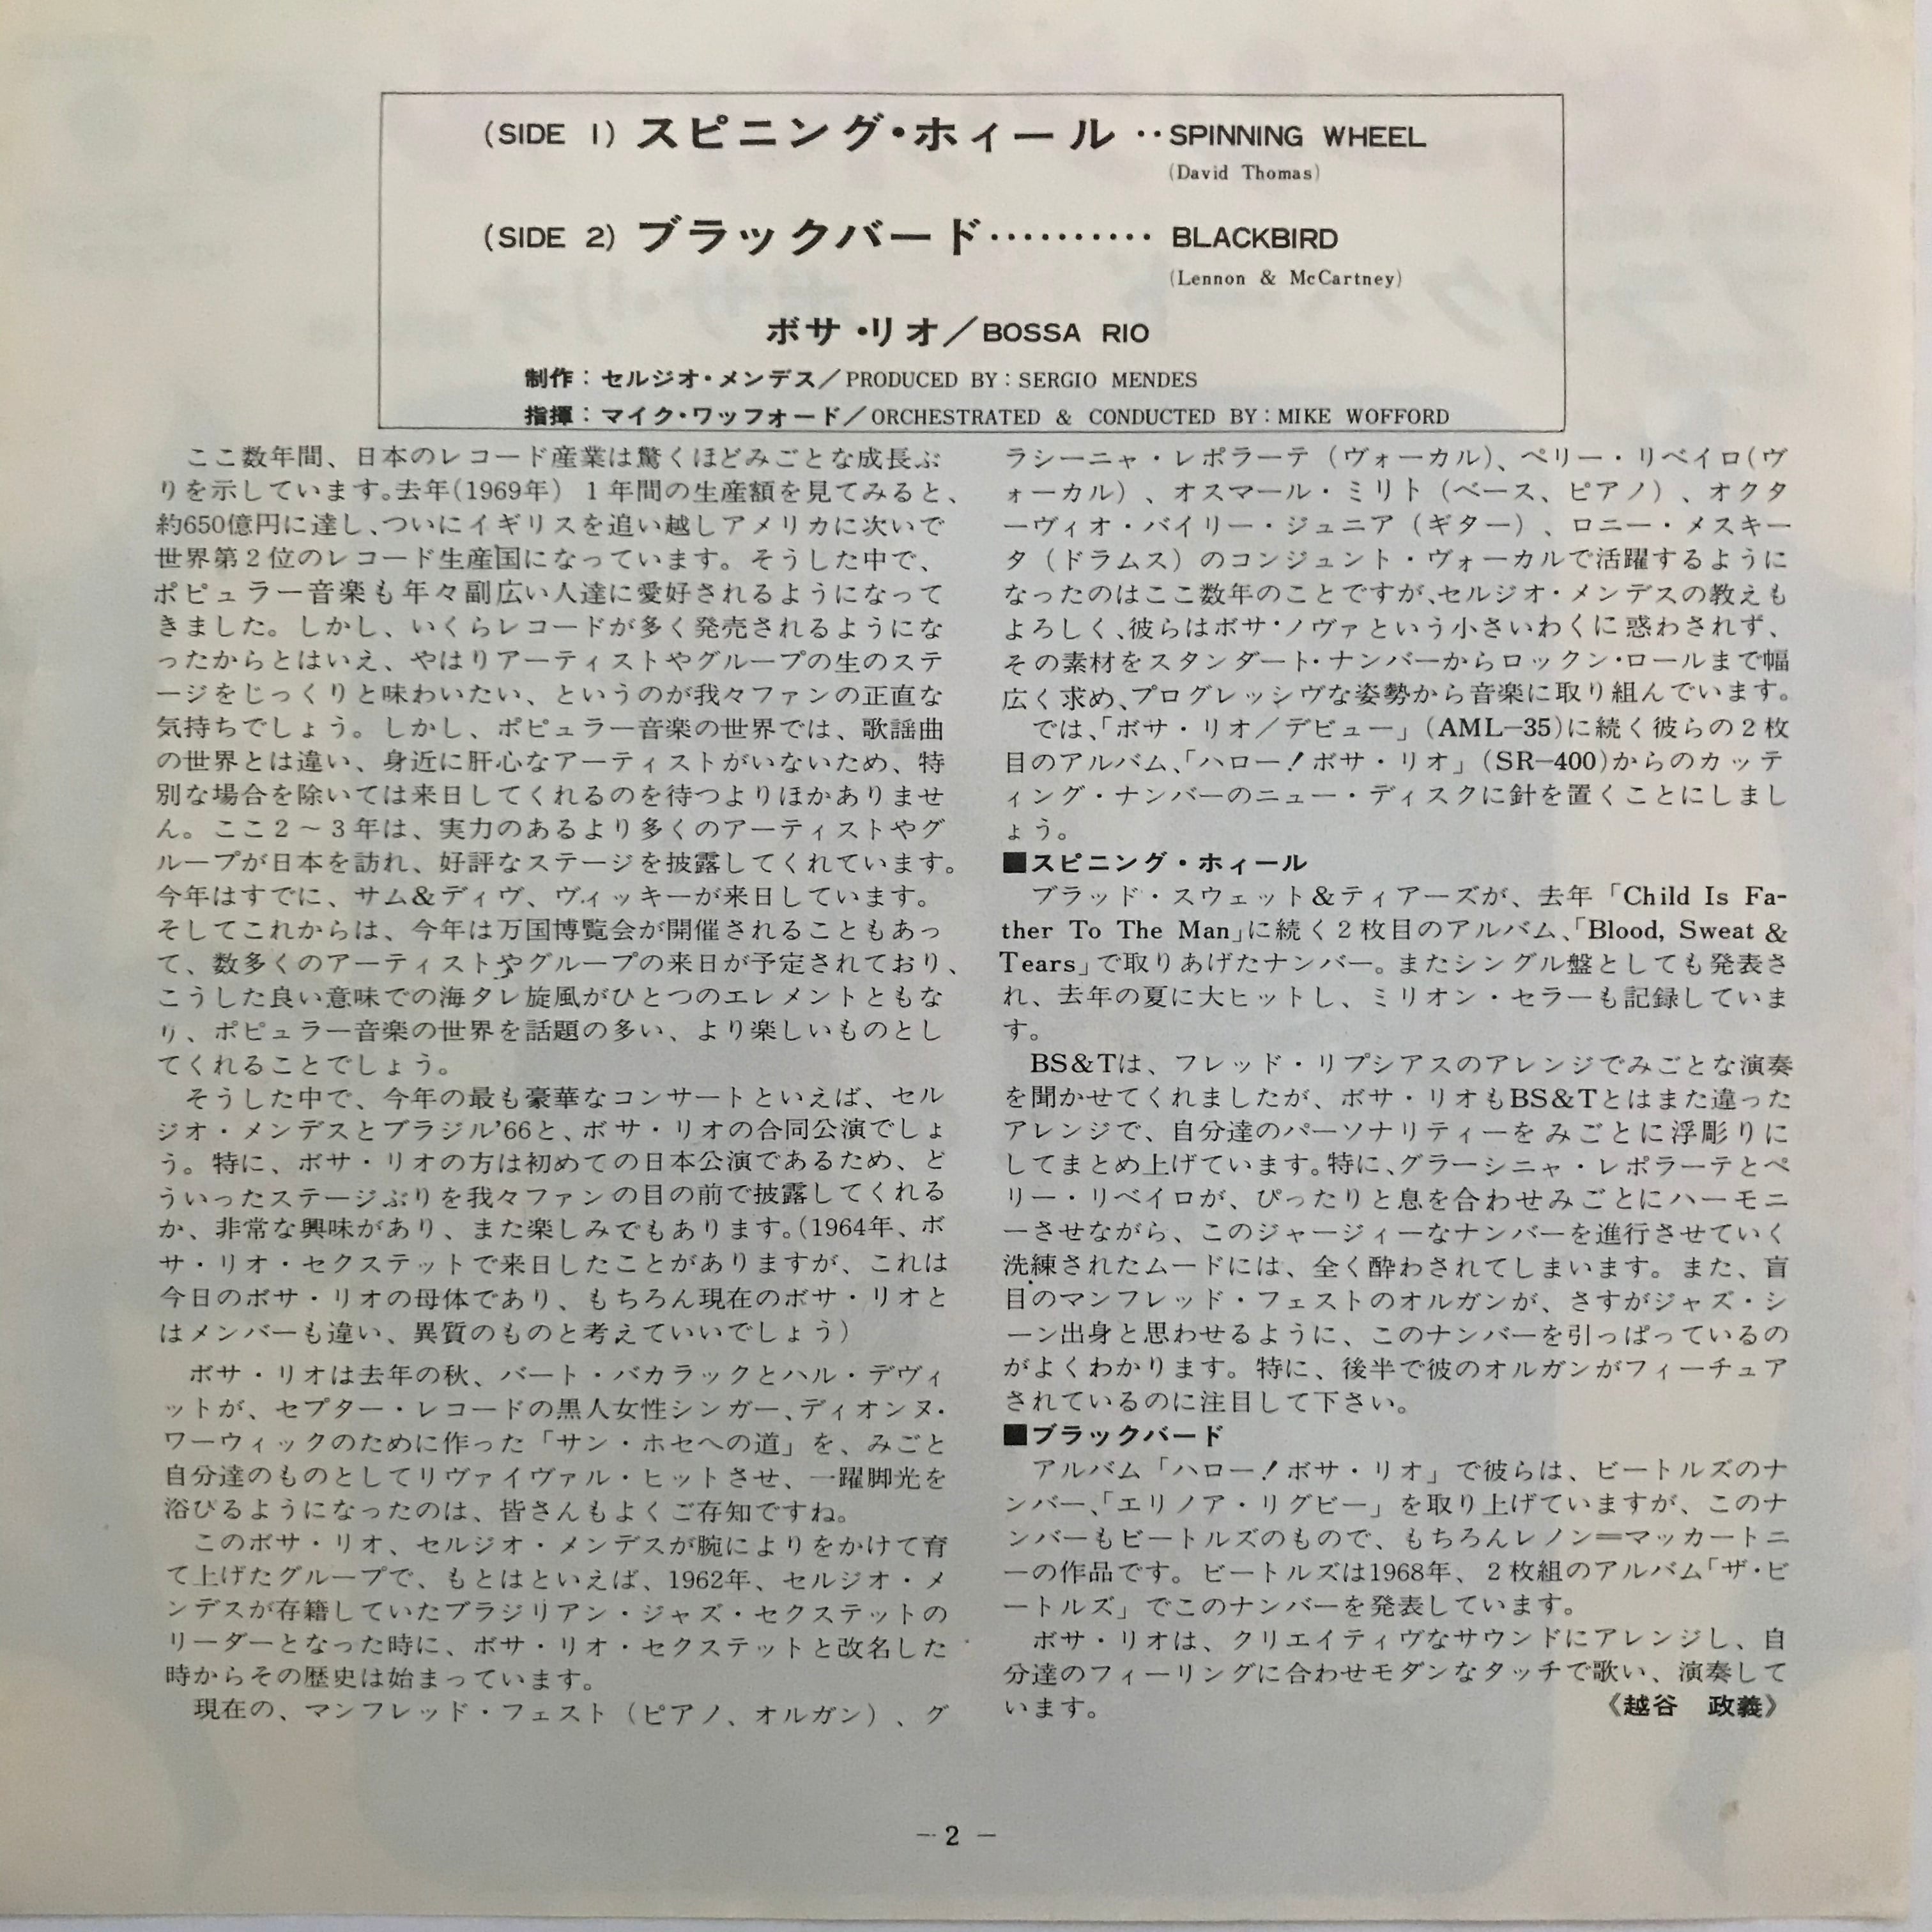 (SIDE 1) スピニング・ホィール ‥SPINNING WHEEL
(David Thomas)
(SIDE 2) ブラックバード‥‥‥‥‥ BLACKBIRD
(Lennon & McCartney)
ボサ・リオ／BOSSA RIO
制作：セルジオ・メンデス／PRODUCED BY：SERGIO MENDES
指揮：マイク・ワッフォード／ORCHESTRATED & CONDUCTED BY：MIKE WOFFORD
ここ数年間、日本のレコード産業は驚くほどみごとな成長ぶ
りを示しています。去年(1969年) 1年間の生産額を見てみると、
約650億円に達し、ついにイギリスを追い越しアメリカに次いで
世界第2位のレコード生産国になっています。そうした中で、
ポピュラー音楽も年々副広い人達に愛好されるようになって
きました。しかし、いくらレコードが多く発売されるようにな
ったからとはいえ、やはりアーティストやグループの生のステ
ージをじっくりと味わいたい、というのが我々ファンの正直な
気持ちでしょう。しかし、ポピュラー音楽の世界では、歌謡曲
の世界とは違い、身近に肝心なアーティストがいないため、特
別な場合を除いては来日してくれるのを待つよりほかありませ
ん。ここ2～3年は、実力のあるより多くのアーティストやグ
ループが日本を訪れ、好評なステージを披露してくれています。
今年はすでに、サム&ディヴ、ヴィッキーが来日しています。
そしてこれからは、今年は万国博覧会が開催されることもあっ
て、数多くのアーティストやグループの来日が予定されており、
こうした良い意味での海タレ旋風がひとつのエレメントともな
り、ポピュラー音楽の世界を話題の多い、より楽しいものとし
てくれることでしょう。
そうした中で、今年の最も豪華なコンサートといえば、セル
ジオ・メンデスとブラジル’66と、ボサ・リオの合同公演でしょ
う。特に、ボサ・リオの方は初めての日本公演であるため、ど
ういったステージぶりを我々ファンの目の前で披露してくれる
か、非常な興味があり、また楽しみでもあります。(1964年、ボ
サ・リオ・セクステットで来日したことがありますが、これは
今日のボサ・リオの母体であり、もちろん現在のボサ・リオと
はメンバーも違い、異質のものと考えていいでしょう)
ボサ・リオは去年の秋、バート・バカラックとハル・デヴィ
ットが、セプター・レコードの黒人女性シンガー、ディオンヌ・
ワーウィックのために作った「サン・ホセへの道」を、みごと
自分達のものとしてリヴァイヴァル・ヒットさせ、一躍脚光を
浴びるようになったのは、皆さんもよくご存知ですね。
このボサ・リオ、セルジオ・メンデスが腕によりをかけて育
て上げたグループで、もとはといえば、1962年、セルジオ・メ
ンデスが存籍していたブラジリアン・ジャズ・セクステットの
リーダーとなった時に、ボサ・リオ・セクステットと改名した
時からその歴史は始まっています。
現在の、マンフレッド・フェスト（ピアノ、オルガン）、グ
ラシーニャ・レポラーテ（ヴォーカル）、ペリー・リベイロ(ヴ
ォーカル）、オスマール・ミリト（ベース、ピアノ）、オクタ
ーヴィオ・バイリー・ジュニア（ギター）、ロニー・メスキー
タ（ドラムス）のコンジュント・ヴォーカルで活躍するように
なったのはここ数年のことですが、セルジオ・メンデスの教えも
よろしく、彼らはボサ・ノヴァという小さいわくに惑わされず、
その素材をスタンダート・ナンバーからロックン・ロールまで幅
広く求め、プログレッシヴな姿勢から音楽に取り組んでいます。
では、「ボサ・リオ／デビュー」(AML–35)に続く彼らの2枚
目のアルバム、「ハロー！ボサ・リオ」(SR–400)からのカッテ
ィング・ナンバーのニュー・ディスクに針を置くことにしまし
ょう。
■スピニング・ホィール
ブラッド・スウェット&ティアーズが、去年「Child Is Fa-
ther To The Man」に続く2枚目のアルバム、「Blood, Sweat &
Tears」で取りあげたナンバー。またシングル盤としても発表さ
れ、去年の夏に大ヒットし、ミリオン・セラーも記録していま
す。
BS&Tは、フレッド・リプシアスのアレンジでみごとな演奏
を聞かせてくれましたが、ボサ・リオもBS&Tとはまた違った
アレンジで、自分達のパーソナリティーをみごとに浮彫りに
してまとめ上げています。特に、グラーシニャ・レポラーテとペ
リー・リベイロが、ぴったりと息を合わせみごとにハーモニ
ーさせながら、このジャージィーなナンバーを進行させていく
洗練されたムードには、全く酔わされてしまいます。また、盲
目のマンフレッド・フェストのオルガンが、さすがジャズ・シ
ーン出身と思わせるように、このナンバーを引っぱっているの
がよくわかります。特に、後半で彼のオルガンがフィーチュア
されているのに注目して下さい。
■ブラックバード
アルバム「ハロー！ボサ・リオ」で彼らは、ビートルズのナ
ンバー、「エリノア・リグビー」を取り上げていますが、このナ
ンバーもビートルズのもので、もちろんレノン＝マッカートニ
ーの作品です。ビートルズは1968年、2枚組のアルバム「ザ・ビ
ートルズ」でこのナンバーを発表しています。
ボサ・リオは、クリエイティヴなサウンドにアレンジし、自
分達のフィーリングに合わせモダンなタッチで歌い、演奏して
います。 《越谷 政義》
— 2 —